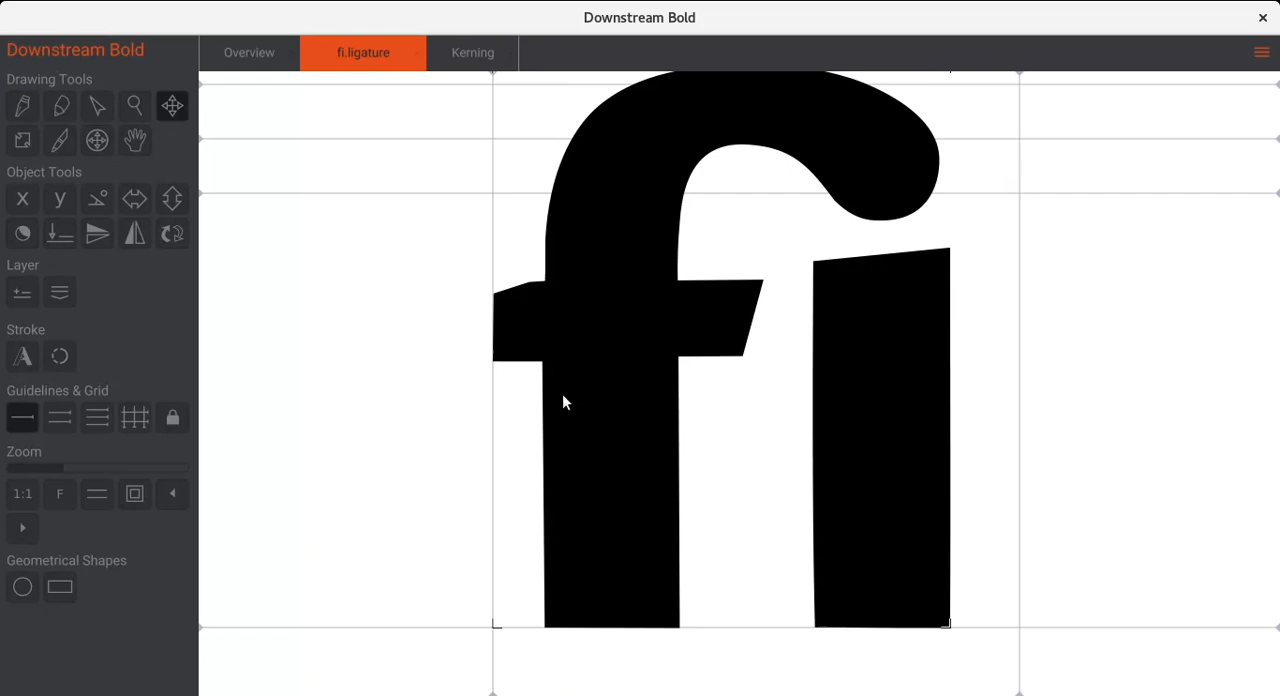 Downstream Bold
Downstream Bold
Overview
fi.ligature
Kerning
Drawing Tools
Object Tools
x
y
Layer
Stroke
Guidelines & Grid
Zoom
1:1
F
Geometrical Shapes
fi